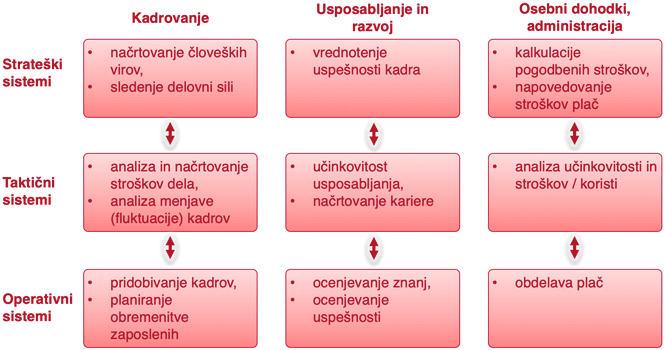 Kadrovanje
Usposabljanje in
razvoj
Osebni dohodki,
administracija
Strateški
sistemi
• načrtovanje človeških
virov,
• sledenje delovni sili
• vrednotenje
uspešnosti kadra
• kalkulacije
pogodbenih stroškov,
• napovedovanje
stroškov plač
Taktični
sistemi
• analiza in načrtovanje
stroškov dela,
• analiza menjave
(fluktuacije) kadrov
• učinkovitost
usposabljanja,
• načrtovanje kariere
• analiza učinkovitosti in
stroškov / koristi
Operativni
sistemi
• pridobivanje kadrov,
• planiranje
obremenitve
zaposlenih
• ocenjevanje znanj,
• ocenjevanje
uspešnosti
• obdelava plač